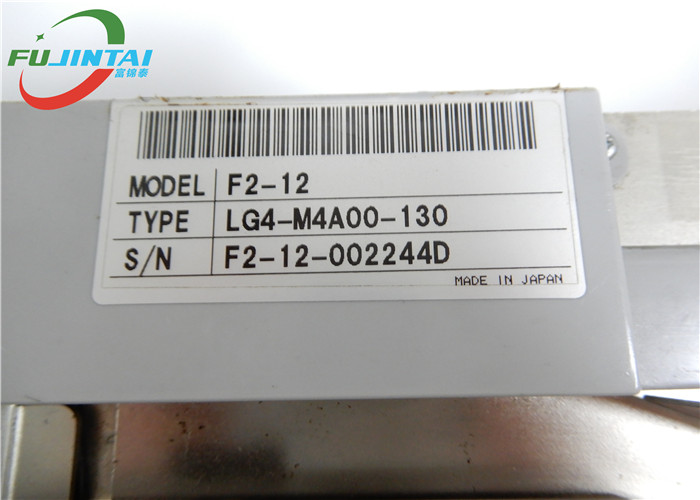 FUJINTAI
富锦泰
MODEL F2-12
TYPE LG4-M4A00-130
S/N F2-12-002244D
MADE IN JAPAN